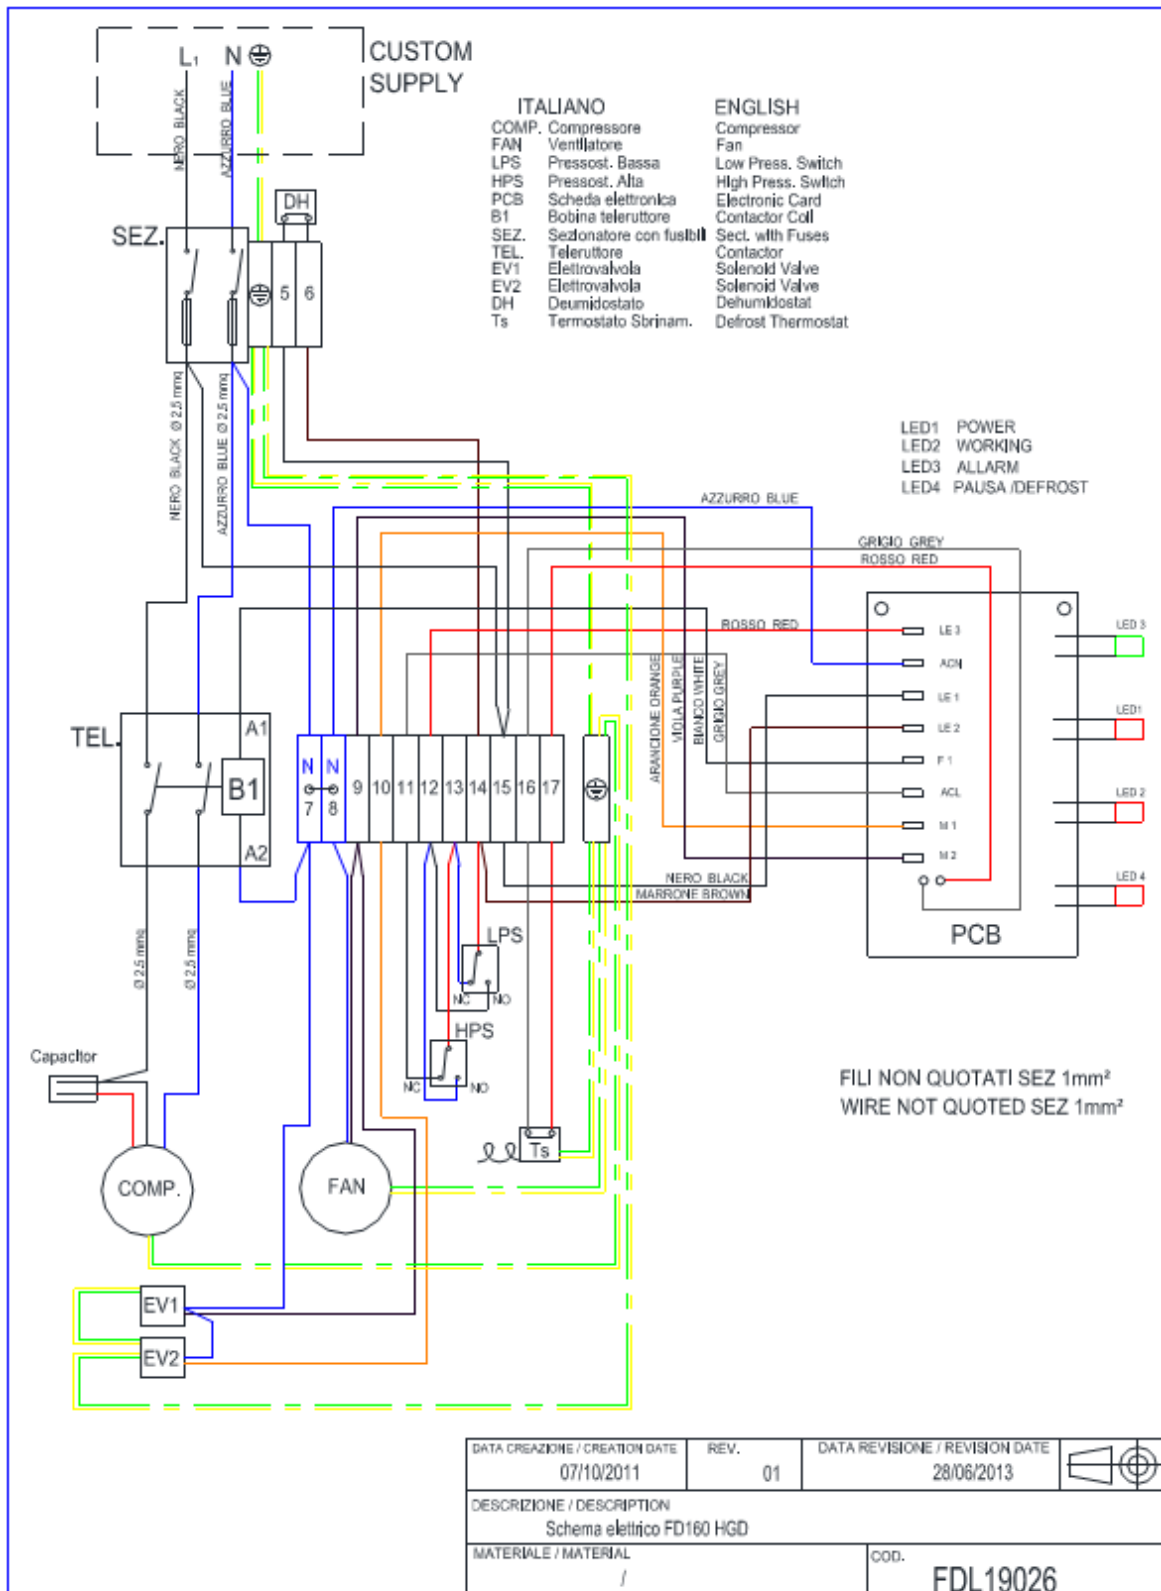 L1 N
CUSTOM
SUPPLY
NERO BLACK
AZZURRO BLUE
ITALIANO ENGLISH
COMP. Compressore Compressor
FAN Ventilatore Fan
LPS Pressost. Bassa Low Press. Switch
HPS Pressost. Alta High Press. Switch
PCB Scheda elettronica Electronic Card
B1 Bobina teleruttore Contactor Coil
SEZ. Sezionatore con fusibili Sect. with Fuses
TEL. Teleruttore Contactor
EV1 Elettrovalvola Solenoid Valve
EV2 Elettrovalvola Solenoid Valve
DH Deumidostato Dehumidostat
Ts Termostato Sbrinam. Defrost Thermostat
DH
SEZ.
5 6
NERO BLACK Ø 2,5 mmq
AZZURRO BLUE Ø 2,5 mmq
LED1 POWER
LED2 WORKING
LED3 ALLARM
LED4 PAUSA /DEFROST
AZZURRO BLUE
GRIGIO GREY
ROSSO RED
ROSSO RED
ARANCIONE ORANGE
VIOLA PURPLE
BIANCO WHITE
GRIGIO GREY
LE 3
ACN
LE 1
LE 2
F 1
ACL
M 1
M 2
PCB
LED 3
LED1
LED 2
LED 4
TEL.
A1
B1
A2
N N
7 8 9 10 11 12 13 14 15 16 17
NERO BLACK
MARRONE BROWN
Ø 2,5 mmq
Ø 2,5 mmq
LPS
NC NO
HPS
NC NO
Capacitor
FILI NON QUOTATI SEZ 1mm²
WIRE NOT QUOTED SEZ 1mm²
Ts
COMP.
FAN
EV1
EV2
DATA CREAZIONE / CREATION DATE
07/10/2011
REV.
01
DATA REVISIONE / REVISION DATE
28/06/2013
DESCRIZIONE / DESCRIPTION
Schema elettrico FD160 HGD
MATERIALE / MATERIAL
/
COD.
FDL19026